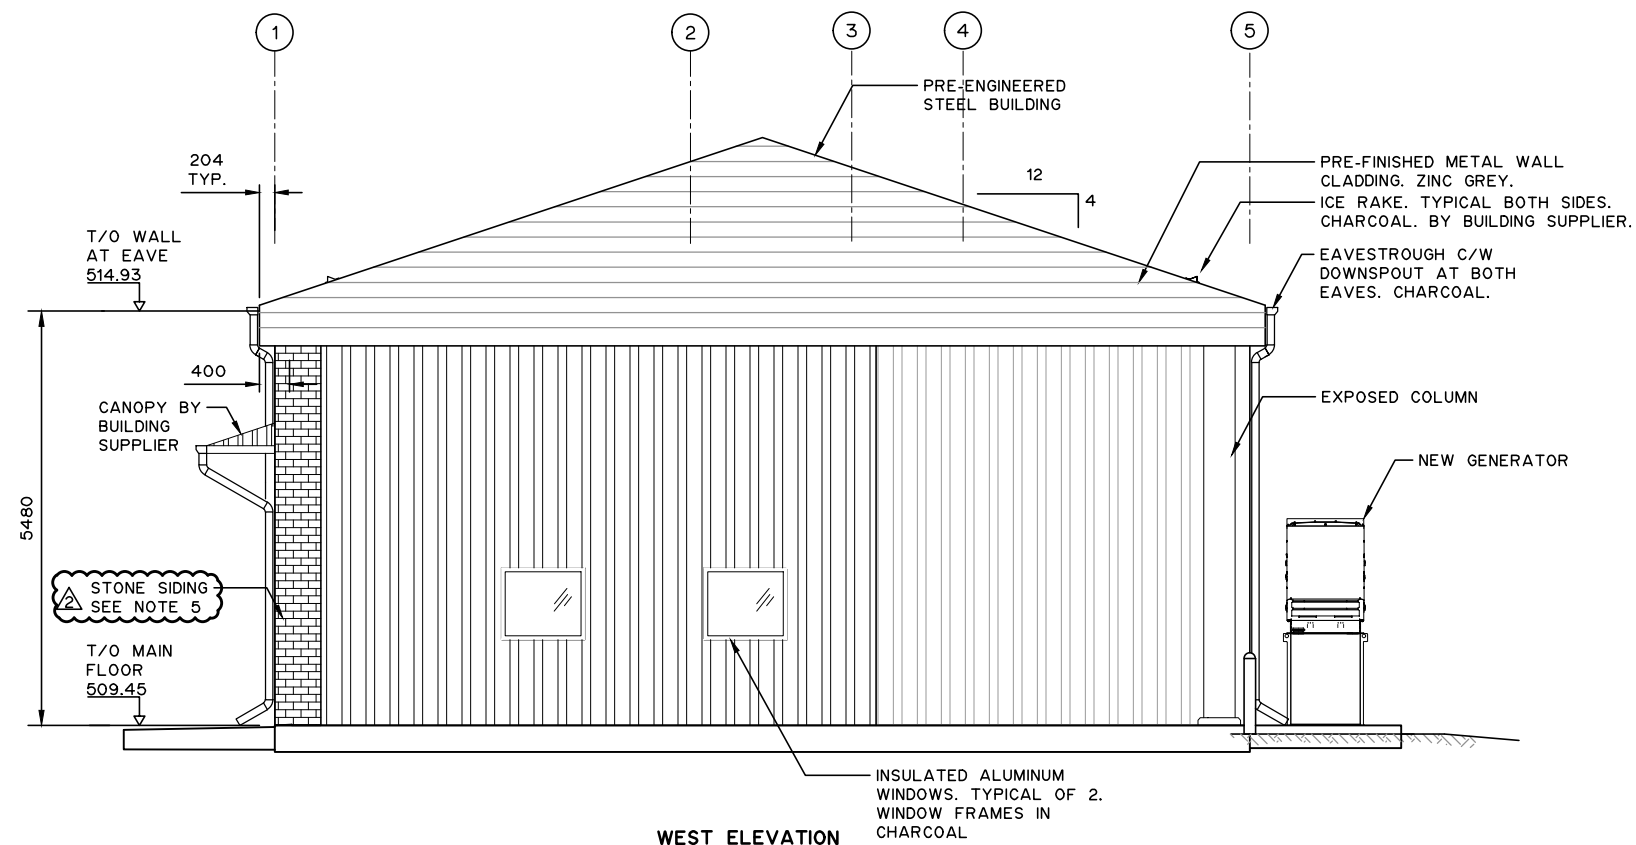 1
2
3
4
5
PRE-ENGINEERED
STEEL BUILDING
204
TYP.
12
4
PRE-FINISHED METAL WALL
CLADDING. ZINC GREY.
ICE RAKE. TYPICAL BOTH SIDES.
CHARCOAL. BY BUILDING SUPPLIER.
T/O WALL
AT EAVE
514.93
EAVESTROUGH C/W
DOWNSPOUT AT BOTH
EAVES. CHARCOAL.
400
CANOPY BY
BUILDING
SUPPLIER
EXPOSED COLUMN
NEW GENERATOR
5480
2
STONE SIDING
SEE NOTE 5
T/O MAIN
FLOOR
509.45
INSULATED ALUMINUM
WINDOWS. TYPICAL OF 2.
WINDOW FRAMES IN
CHARCOAL
WEST ELEVATION